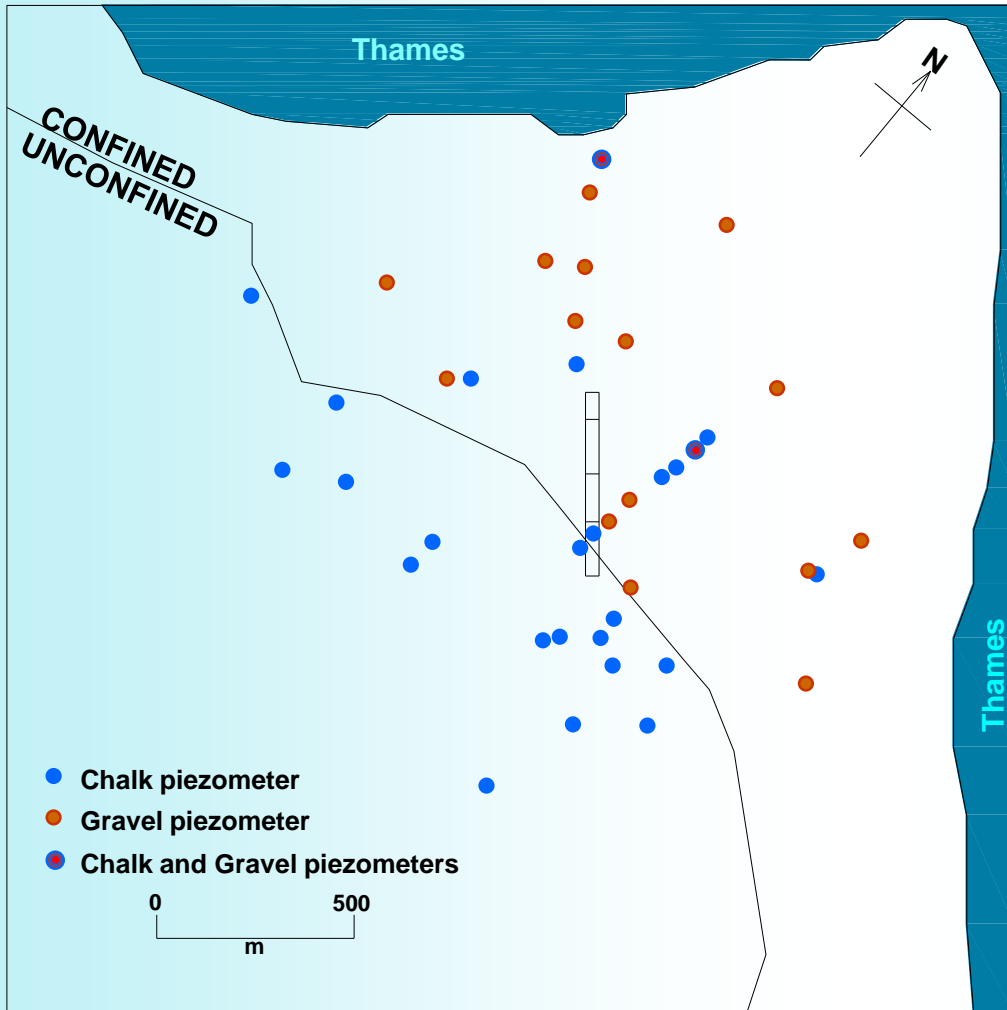 Thames
N
CONFINED
UNCONFINED
Thames
Chalk piezometer
Gravel piezometer
Chalk and Gravel piezometers
0 500
m